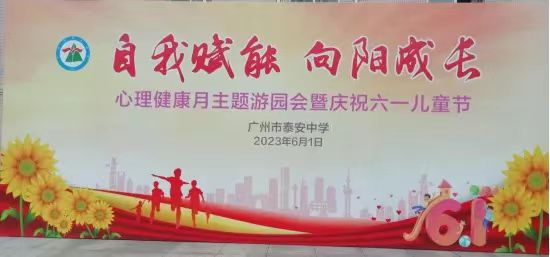 自我赋能 向阳成长
心理健康月主题游园会暨庆祝六一儿童节
广州市泰安中学
2023年6月1日
6.1